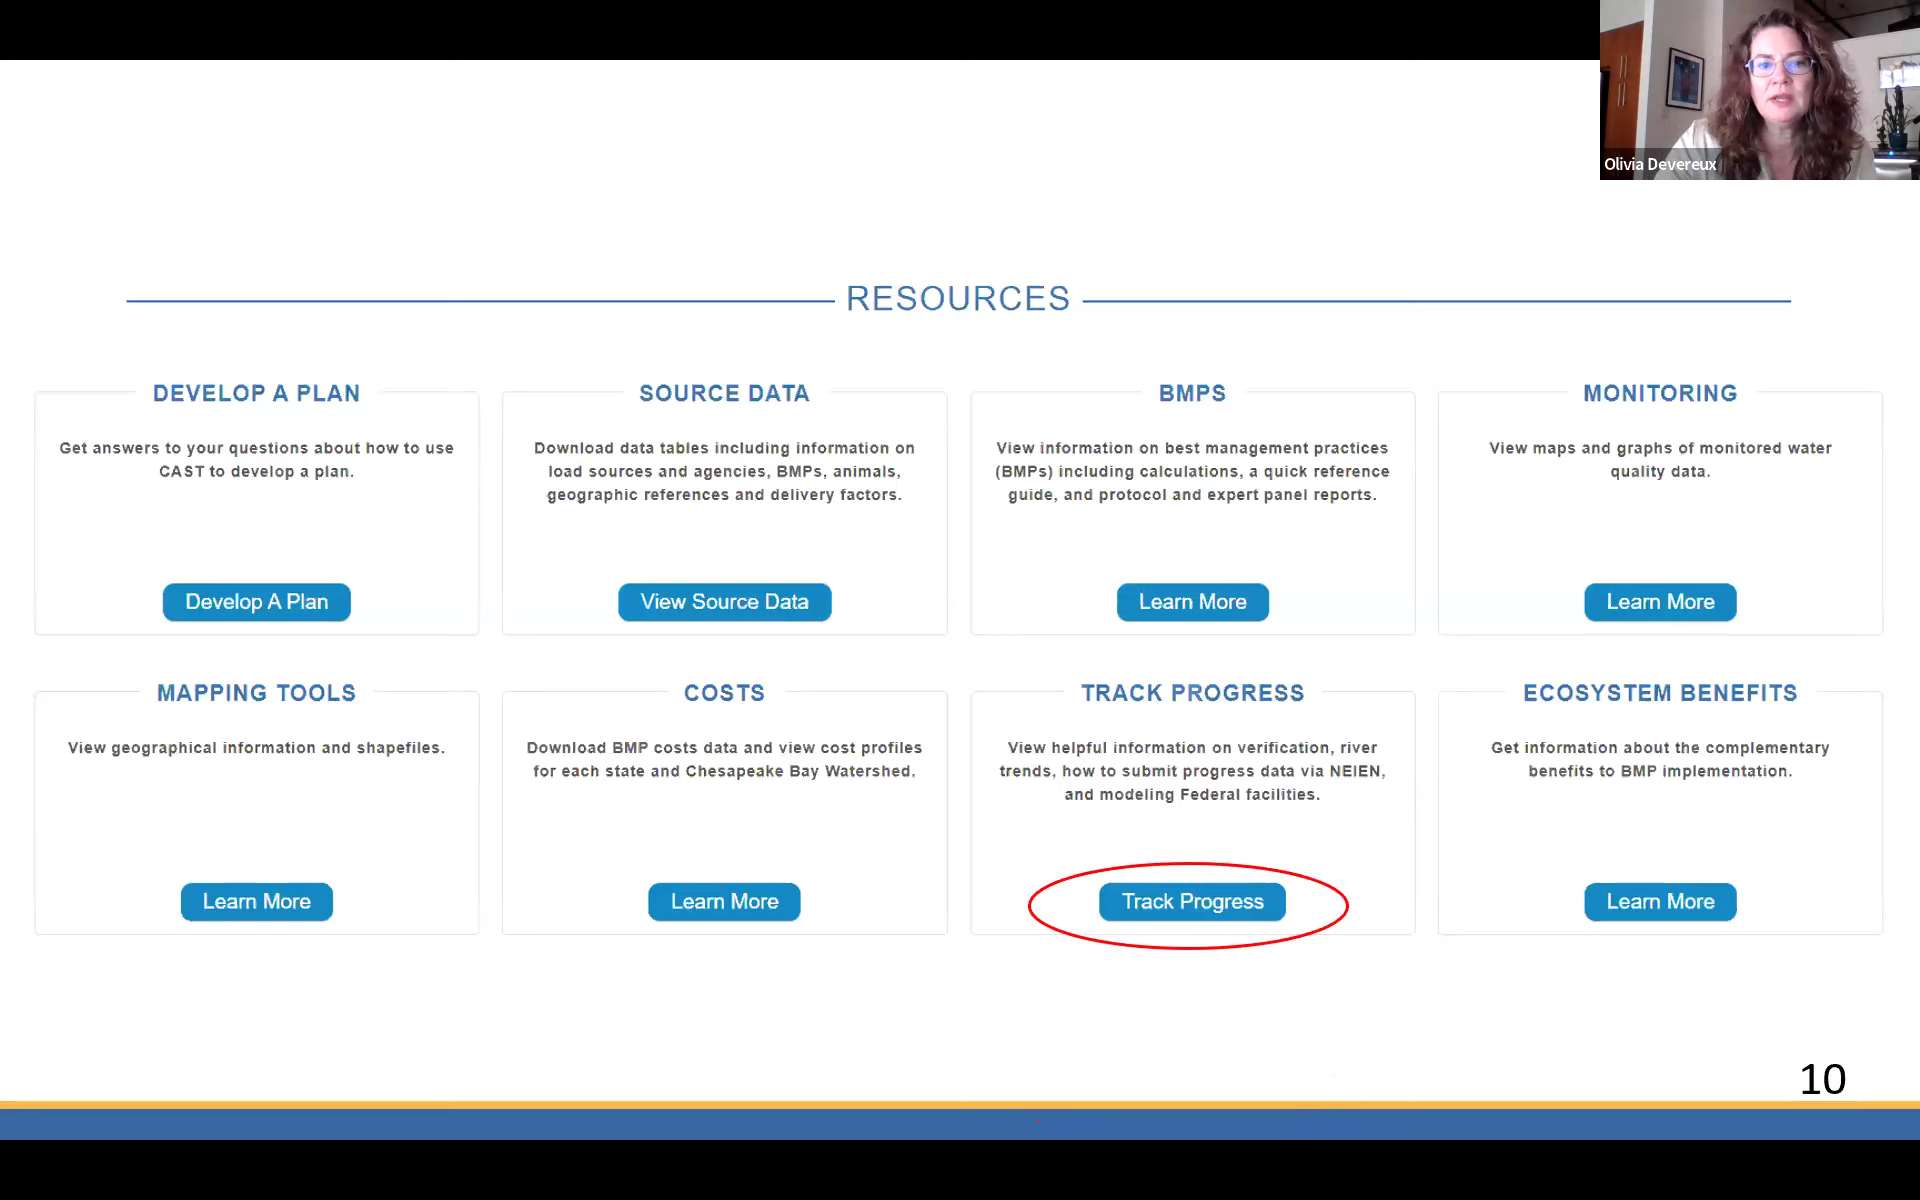 Olivia Devereux
RESOURCES
DEVELOP A PLAN
Get answers to your questions about how to use
CAST to develop a plan.
Develop A Plan
SOURCE DATA
Download data tables including information on
load sources and agencies, BMPs, animals,
geographic references and delivery factors.
View Source Data
BMPS
View information on best management practices
(BMPs) including calculations, a quick reference
guide, and protocol and expert panel reports.
Learn More
MONITORING
View maps and graphs of monitored water
quality data.
Learn More
MAPPING TOOLS
View geographical information and shapefiles.
Learn More
COSTS
Download BMP costs data and view cost profiles
for each state and Chesapeake Bay Watershed.
Learn More
TRACK PROGRESS
View helpful information on verification, river
trends, how to submit progress data via NEIEN,
and modeling Federal facilities.
Track Progress
ECOSYSTEM BENEFITS
Get information about the complementary
benefits to BMP implementation.
Learn More
10